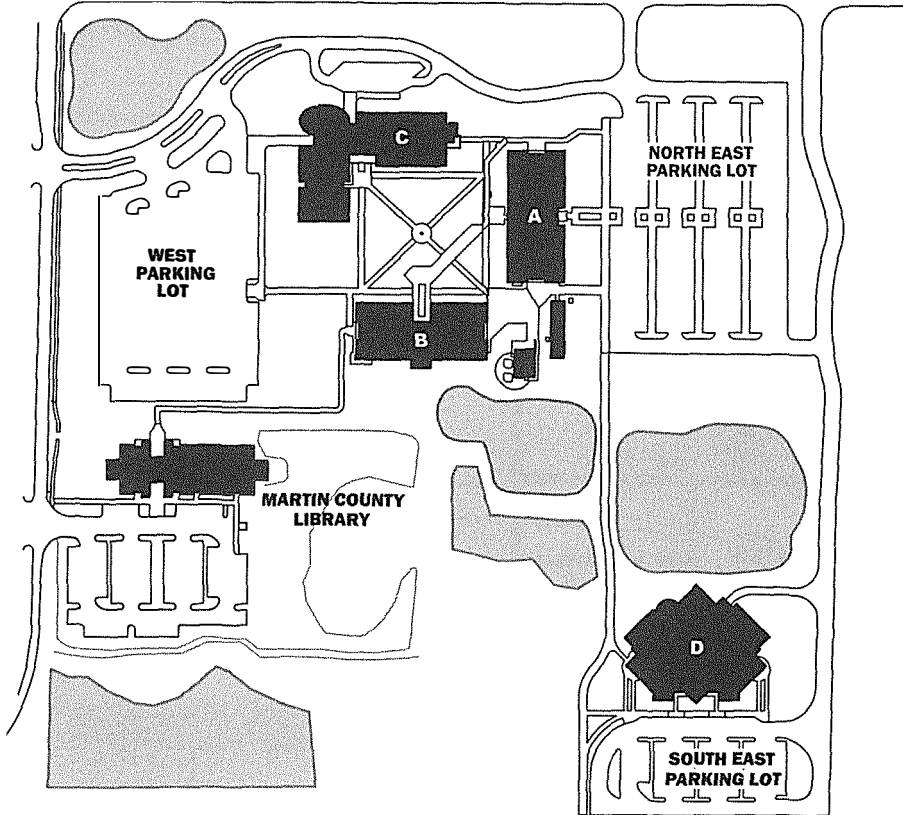 C
NORTH EAST
PARKING LOT
A
WEST
PARKING
LOT
B
MARTIN COUNTY
LIBRARY
D
SOUTH EAST
PARKING LOT